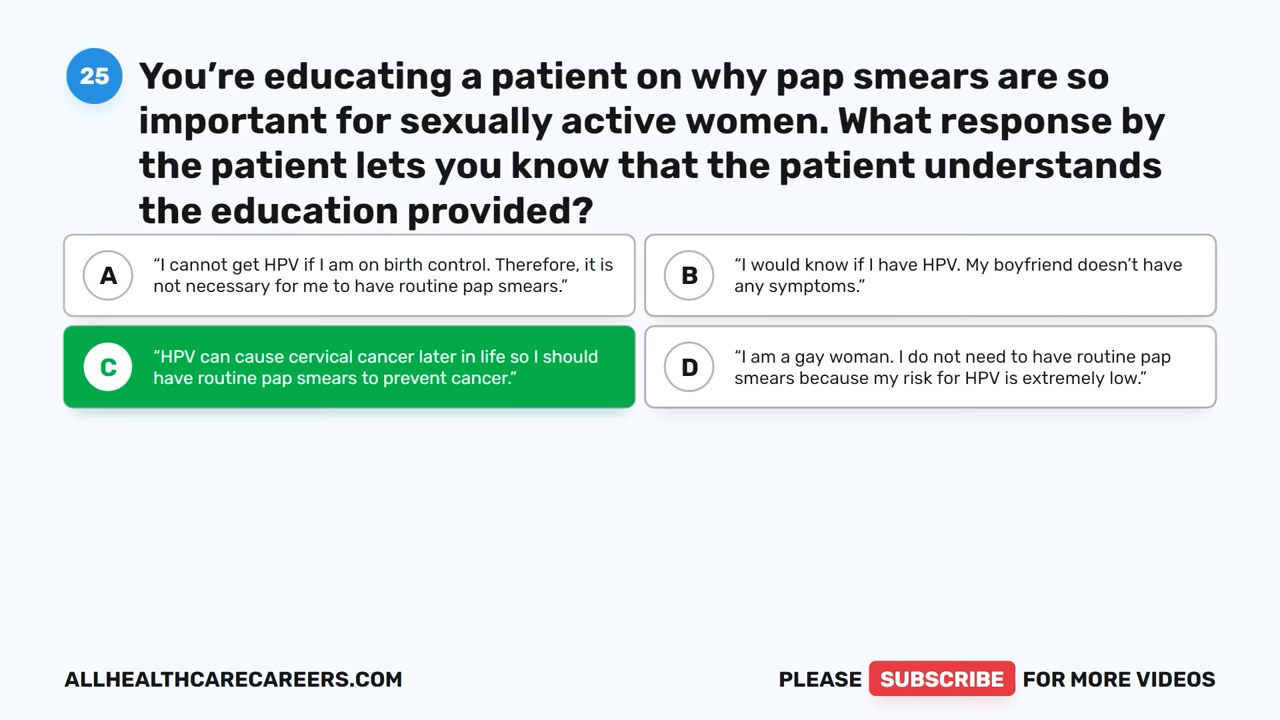 25
You’re educating a patient on why pap smears are so
important for sexually active women. What response by
the patient lets you know that the patient understands
the education provided?
A
“I cannot get HPV if I am on birth control. Therefore, it is
not necessary for me to have routine pap smears.”
B
“I would know if I have HPV. My boyfriend doesn’t have
any symptoms.”
C
“HPV can cause cervical cancer later in life so I should
have routine pap smears to prevent cancer.”
D
“I am a gay woman. I do not need to have routine pap
smears because my risk for HPV is extremely low.”
ALLHEALTHCARECAREERS.COM
PLEASE SUBSCRIBE FOR MORE VIDEOS